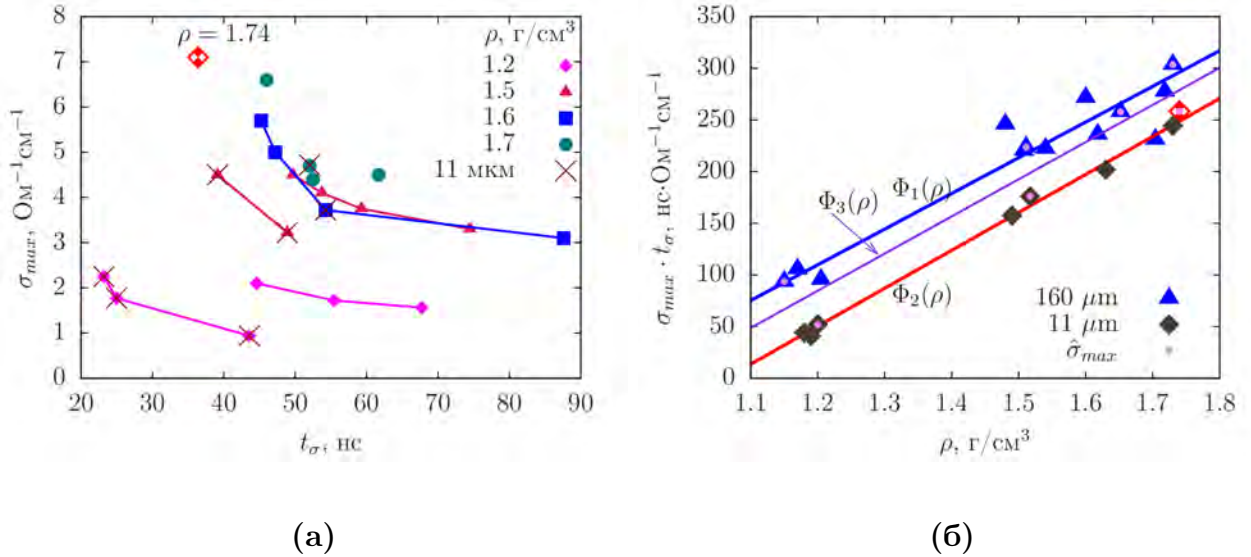 ρ = 1.74
ρ, г/см³
1.2
1.5
1.6
1.7
11 мкм
σ_max, Ом⁻¹см⁻¹
8
7
6
5
4
3
2
1
0
20 30 40 50 60 70 80 90
t_σ, нс
(а)
σ_max · t_σ, нс·Ом⁻¹см⁻¹
350
300
250
200
150
100
50
0
Φ₃(ρ) Φ₁(ρ)
Φ₂(ρ)
160 μm
11 μm
σ̂_max
1.1 1.2 1.3 1.4 1.5 1.6 1.7 1.8
ρ, г/см³
(б)